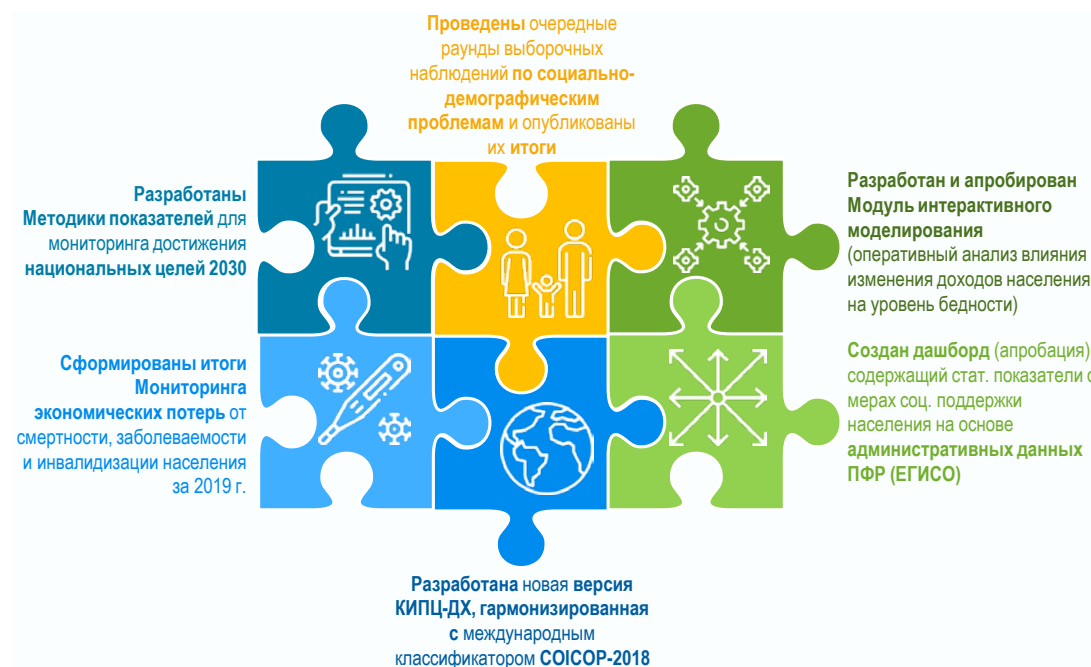 Проведены очередные
раунды выборочных
наблюдений по социально-
демографическим
проблемам и опубликованы
их итоги
Разработаны
Методики показателей для
мониторинга достижения
национальных целей 2030
Разработан и апробирован
Модуль интерактивного
моделирования
(оперативный анализ влияния
изменения доходов населения
на уровень бедности)
Сформированы итоги
Мониторинга
экономических потерь от
смертности, заболеваемости
и инвалидизации населения
за 2019 г.
Создан дашборд (апробация)
содержащий стат. показатели о
мерах соц. поддержки
населения на основе
административных данных
ПФР (ЕГИСО)
Разработана новая версия
КИПЦ-ДХ, гармонизированная
с международным
классификатором COICOP-2018